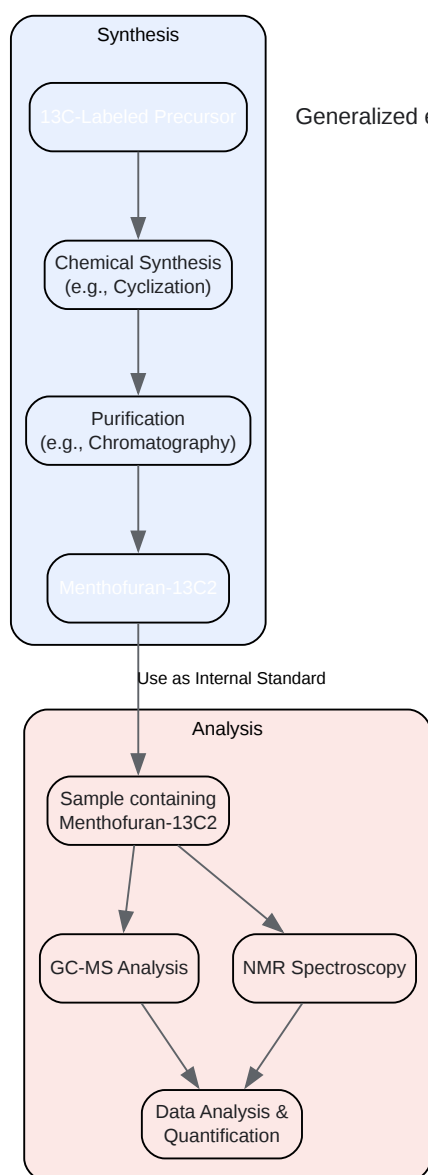 Synthesis
13C-Labeled Precursor
Generalized e
Chemical Synthesis
(e.g., Cyclization)
Purification
(e.g., Chromatography)
Menthofuran-13C2
Use as Internal Standard
Analysis
Sample containing
Menthofuran-13C2
GC-MS Analysis
NMR Spectroscopy
Data Analysis &
Quantification